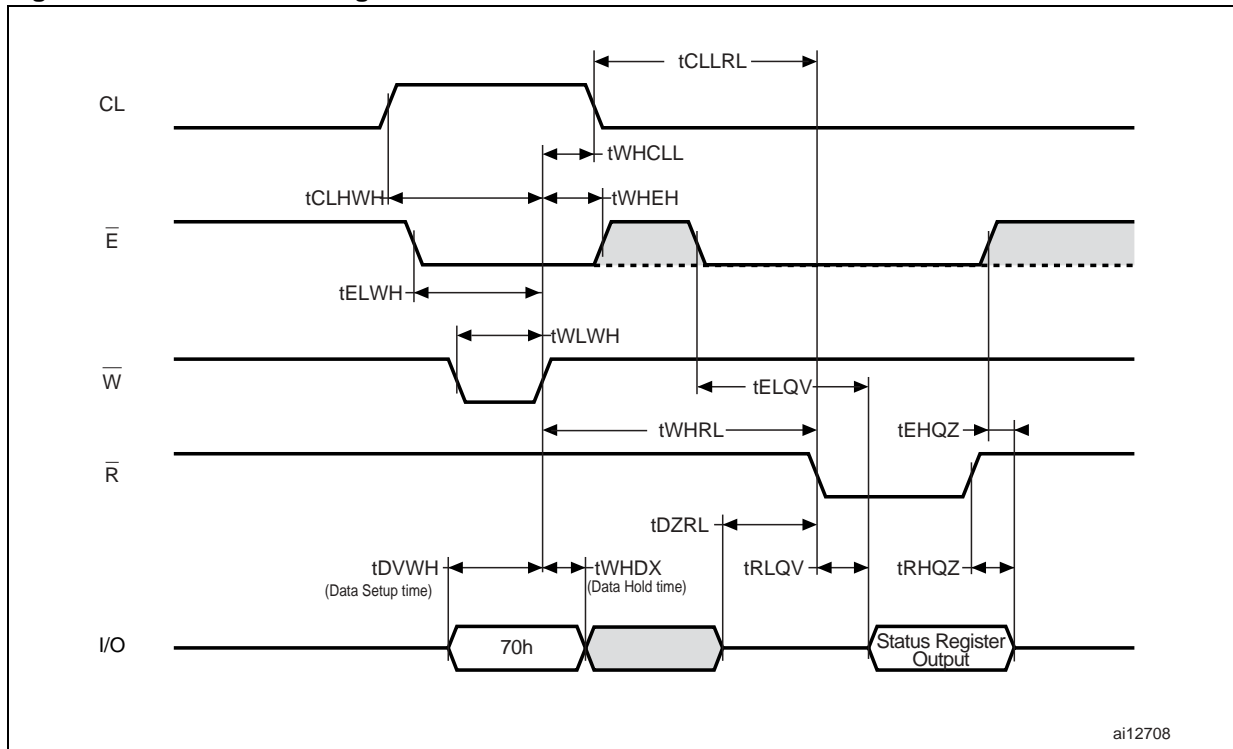 tCLLRL
CL
tWHCLL
tCLHWH
tWHEH
E
tELWH
tWLWH
W
tELQV
tWHRL
tEHQZ
R
tDZRL
tDVWH
(Data Setup time)
tWHDX
(Data Hold time)
tRLQV
tRHQZ
I/O
70h
Status Register
Output
ai12708